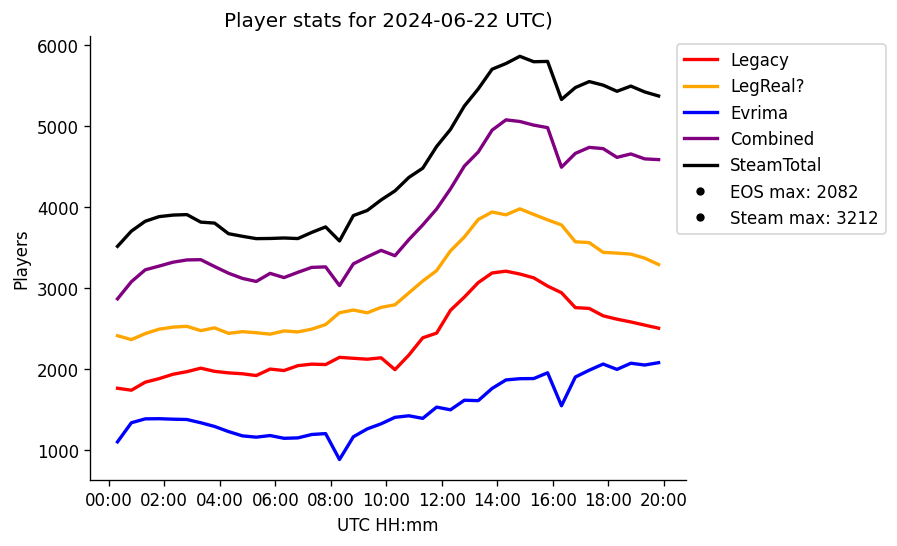 Player stats for 2024-06-22 UTC)
6000
5000
4000
3000
2000
1000
Players
00:00 02:00 04:00 06:00 08:00 10:00 12:00 14:00 16:00 18:00 20:00
UTC HH:mm
Legacy
LegReal?
Evrima
Combined
SteamTotal
EOS max: 2082
Steam max: 3212